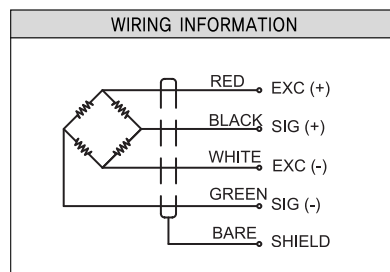 WIRING INFORMATION
RED EXC (+)
BLACK SIG (+)
WHITE EXC (-)
GREEN SIG (-)
BARE SHIELD